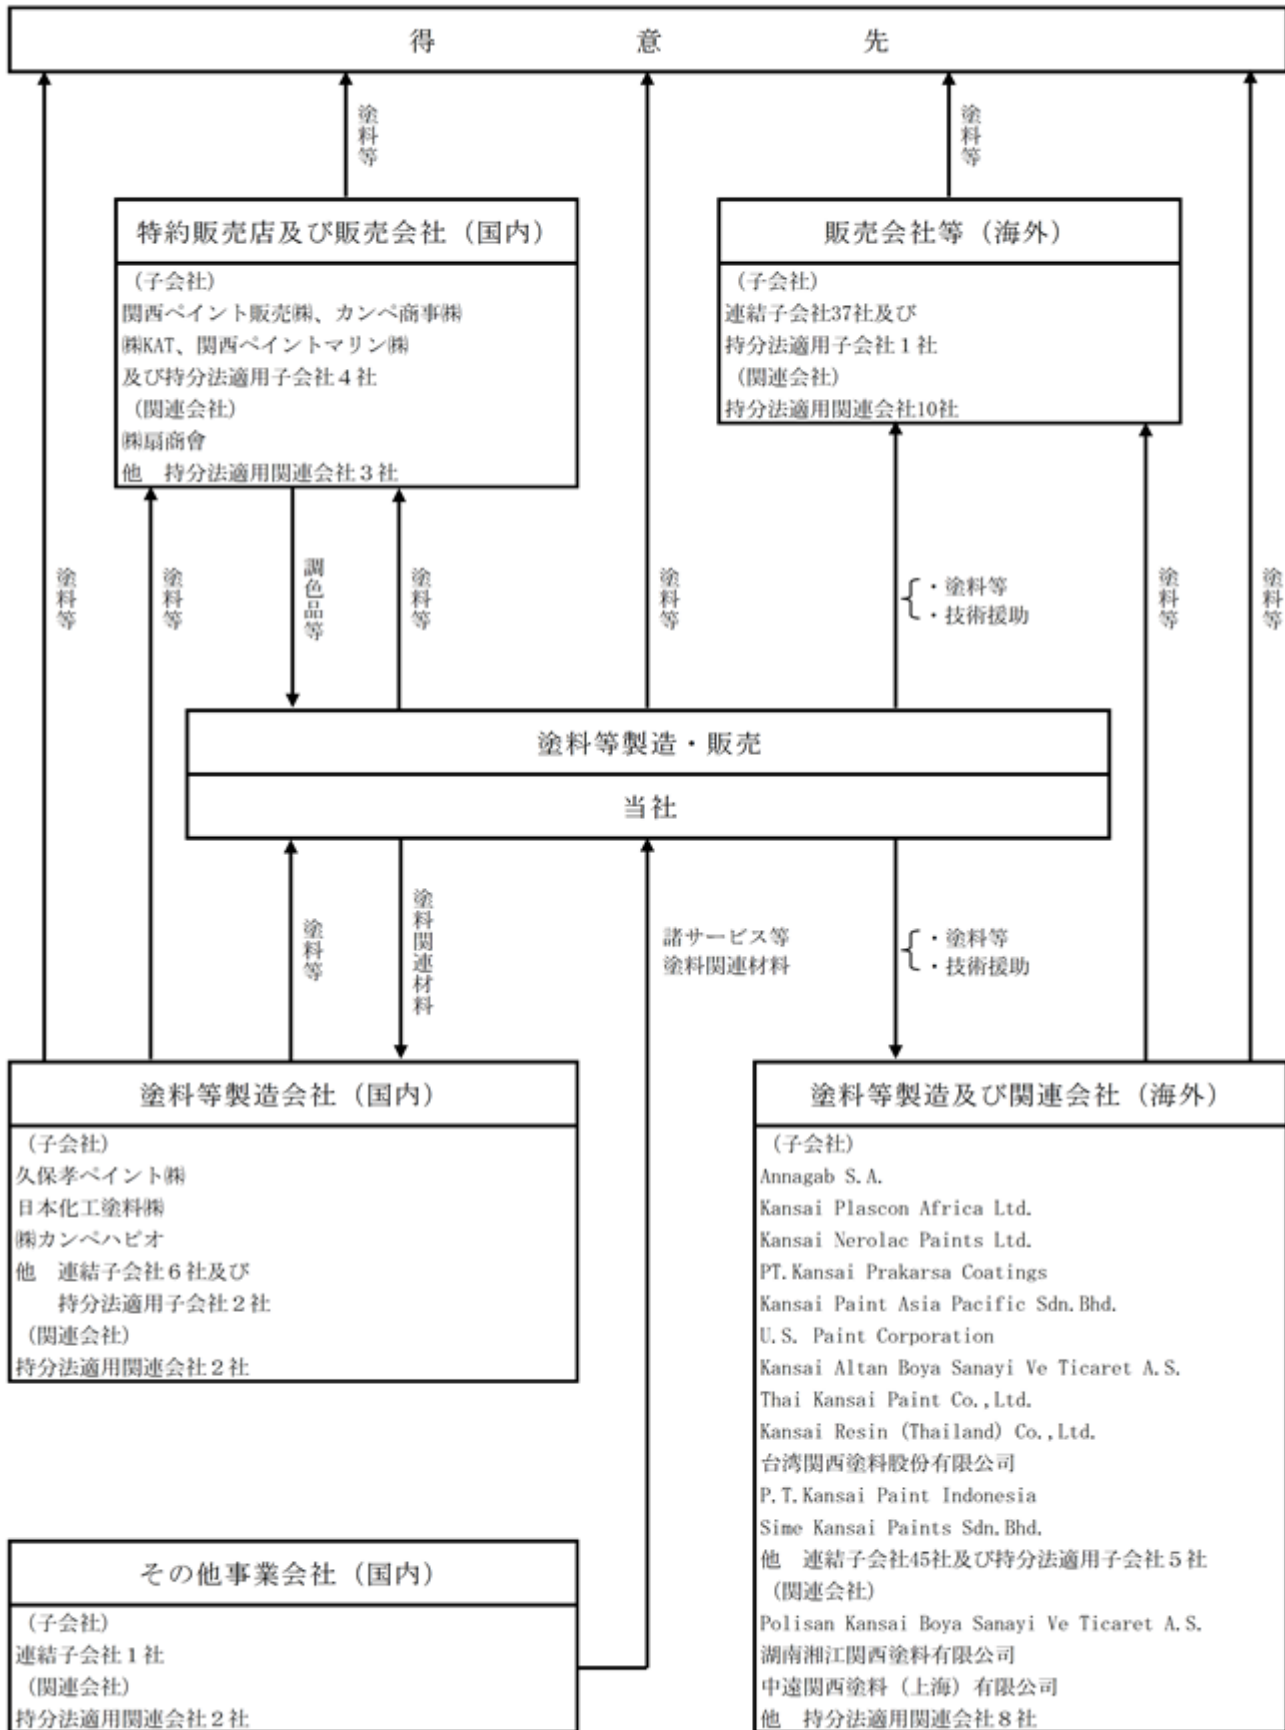 得意先
塗料等
塗料等
特約販売店及び販売会社（国内）
（子会社）
関西ペイント販売㈱、カンペ商事㈱
㈱KAT、関西ペイントマリン㈱
及び持分法適用子会社４社
（関連会社）
㈱扇商會
他　持分法適用関連会社３社
販売会社等（海外）
（子会社）
連結子会社37社及び
持分法適用子会社１社
（関連会社）
持分法適用関連会社10社
塗料等
塗料等
調色品等
塗料等
塗料等
・塗料等
・技術援助
塗料等
塗料等
塗料等製造・販売
当社
塗料等
塗料関連材料
諸サービス等
塗料関連材料
・塗料等
・技術援助
塗料等製造会社（国内）
（子会社）
久保孝ペイント㈱
日本化工塗料㈱
㈱カンペハピオ
他　連結子会社６社及び
持分法適用子会社２社
（関連会社）
持分法適用関連会社２社
その他事業会社（国内）
（子会社）
連結子会社１社
（関連会社）
持分法適用関連会社２社
塗料等製造及び関連会社（海外）
（子会社）
Annagab S.A.
Kansai Plascon Africa Ltd.
Kansai Nerolac Paints Ltd.
PT.Kansai Prakarsa Coatings
Kansai Paint Asia Pacific Sdn.Bhd.
U.S. Paint Corporation
Kansai Altan Boya Sanayi Ve Ticaret A.S.
Thai Kansai Paint Co.,Ltd.
Kansai Resin (Thailand) Co.,Ltd.
台湾関西塗料股份有限公司
P.T.Kansai Paint Indonesia
Sime Kansai Paints Sdn.Bhd.
他　連結子会社45社及び持分法適用子会社５社
（関連会社）
Polisan Kansai Boya Sanayi Ve Ticaret A.S.
湖南湘江関西塗料有限公司
中遠関西塗料（上海）有限公司
他　持分法適用関連会社８社